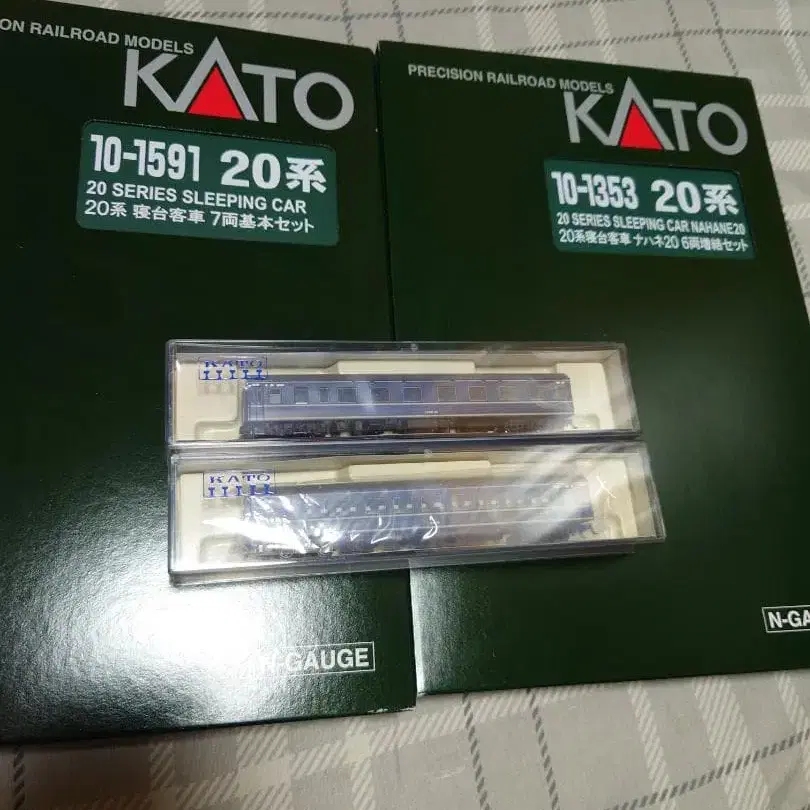 ON RAILROAD MODELS
KATO
10-1591 20系
20 SERIES SLEEPING CAR
20系 寝台客車 7両基本セット
PRECISION RAILROAD MODELS
KATO
10-1353 20系
20 SERIES SLEEPING CAR NAHANE20
20系寝台客車 ナハネ20 6両増結セット
KATO
KATO
N-GAUGE
N-GA